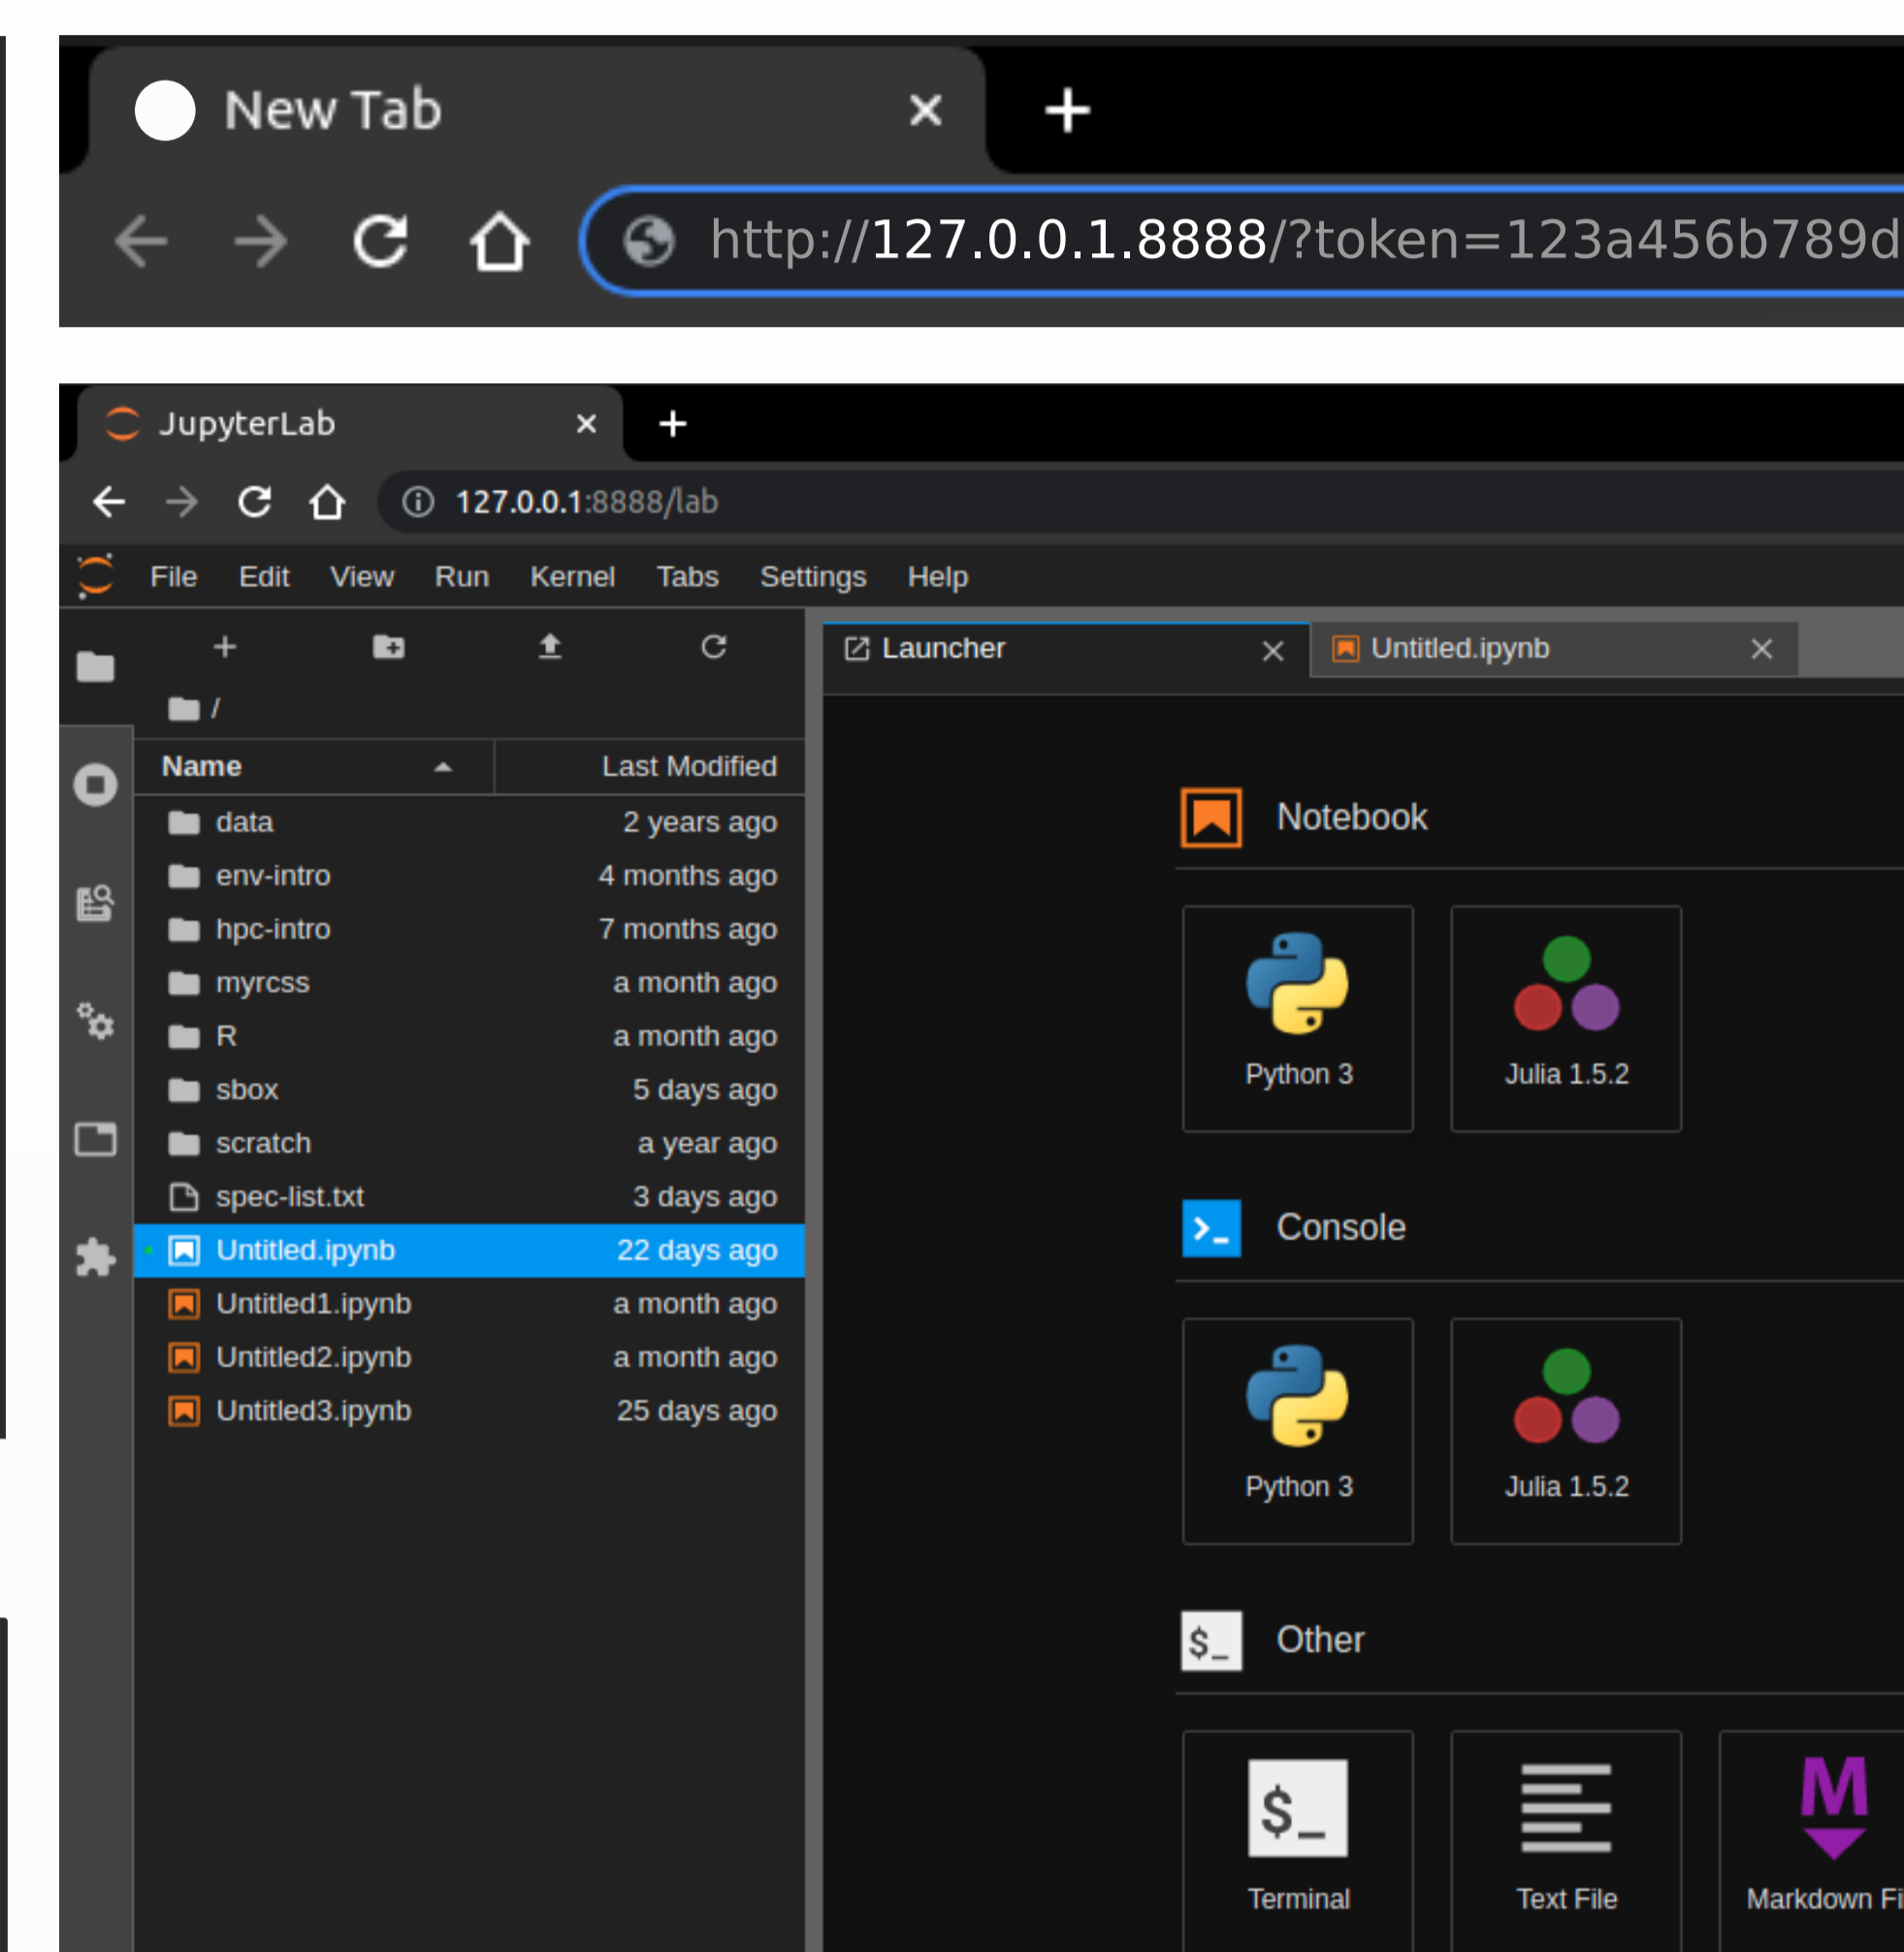 New Tab
http://127.0.0.1.8888/?token=123a456b789d
JupyterLab
127.0.0.1:8888/lab
File Edit View Run Kernel Tabs Settings Help
/
Name Last Modified
data 2 years ago
env-intro 4 months ago
hpc-intro 7 months ago
myrcss a month ago
R a month ago
sbox 5 days ago
scratch a year ago
spec-list.txt 3 days ago
Untitled.ipynb 22 days ago
Untitled1.ipynb a month ago
Untitled2.ipynb a month ago
Untitled3.ipynb 25 days ago
Launcher Untitled.ipynb
Notebook
Python 3 Julia 1.5.2
Console
Python 3 Julia 1.5.2
$_ Other
$_ M
Terminal Text File Markdown Fi